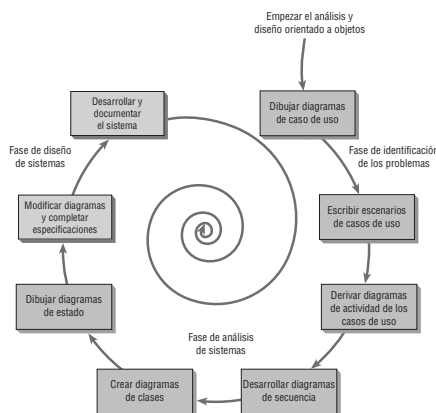 Empezar el análisis y
diseño orientado a objetos
Dibujar diagramas
de caso de uso
Fase de identificación
de los problemas
Escribir escenarios
de casos de uso
Derivar diagramas
de actividad de los
casos de uso
Desarrollar diagramas
de secuencia
Fase de análisis
de sistemas
Crear diagramas
de clases
Dibujar diagramas
de estado
Modificar diagramas
y completar
especificaciones
Fase de diseño
de sistemas
Desarrollar y
documentar
el sistema